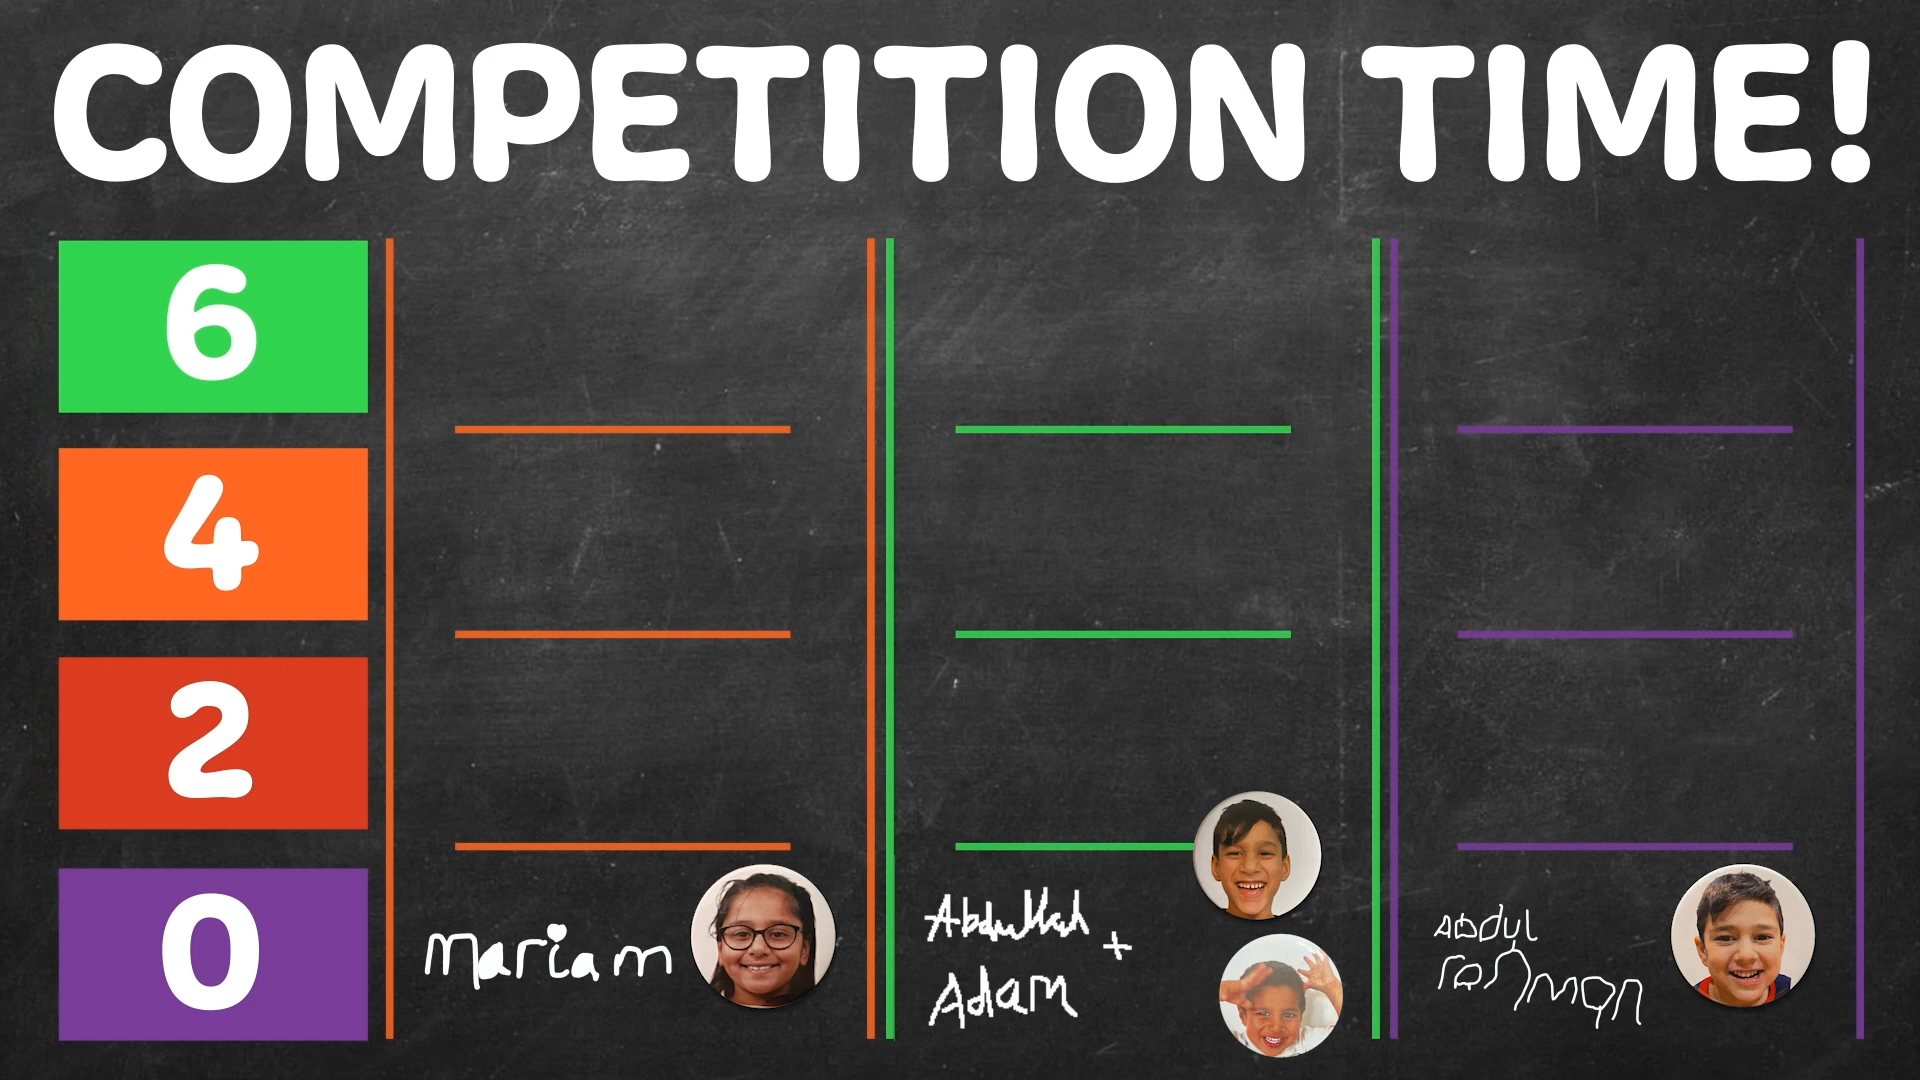 COMPETITION TIME!
6
4
2
0
mariam
Abdullah +
Adam
Abdul
rahman